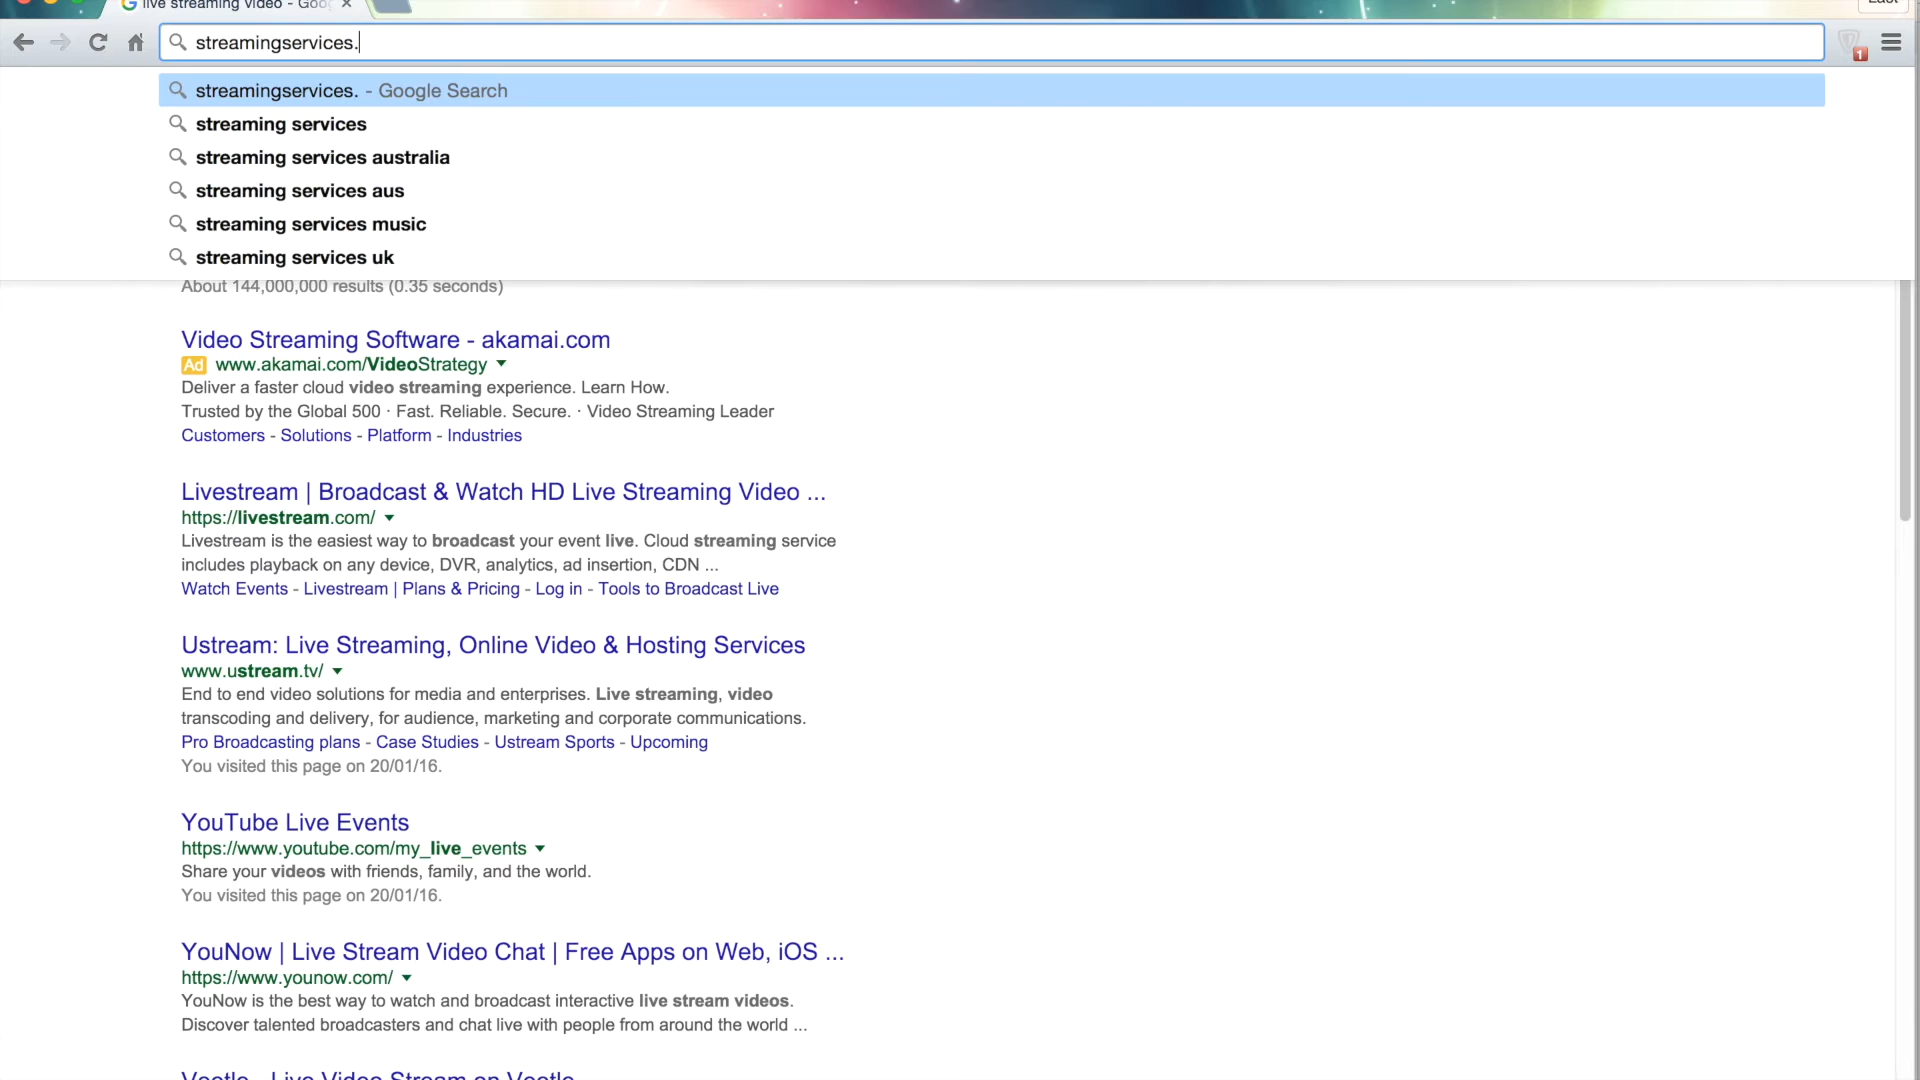 live streaming video - Goog
streamingservices.
1
streamingservices. - Google Search
streaming services
streaming services australia
streaming services aus
streaming services music
streaming services uk
About 144,000,000 results (0.35 seconds)
Video Streaming Software - akamai.com
Ad www.akamai.com/VideoStrategy
Deliver a faster cloud video streaming experience. Learn How.
Trusted by the Global 500 · Fast. Reliable. Secure. · Video Streaming Leader
Customers - Solutions - Platform - Industries
Livestream | Broadcast & Watch HD Live Streaming Video ...
https://livestream.com/
Livestream is the easiest way to broadcast your event live. Cloud streaming service
includes playback on any device, DVR, analytics, ad insertion, CDN ...
Watch Events - Livestream | Plans & Pricing - Log in - Tools to Broadcast Live
Ustream: Live Streaming, Online Video & Hosting Services
www.ustream.tv/
End to end video solutions for media and enterprises. Live streaming, video
transcoding and delivery, for audience, marketing and corporate communications.
Pro Broadcasting plans - Case Studies - Ustream Sports - Upcoming
You visited this page on 20/01/16.
YouTube Live Events
https://www.youtube.com/my_live_events
Share your videos with friends, family, and the world.
You visited this page on 20/01/16.
YouNow | Live Stream Video Chat | Free Apps on Web, iOS ...
https://www.younow.com/
YouNow is the best way to watch and broadcast interactive live stream videos.
Discover talented broadcasters and chat live with people from around the world ...
Veetle - Live Video Stream on Veetle